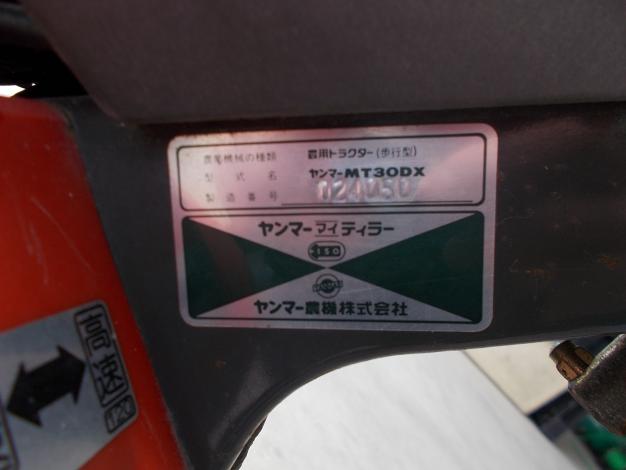 農業機械の種類 農用トラクター(歩行型)
型式名 ヤンマーMT30DX
製造番号 024050
ヤンマーマイティラー
ISO
ヤンマー農機株式会社
高速
120